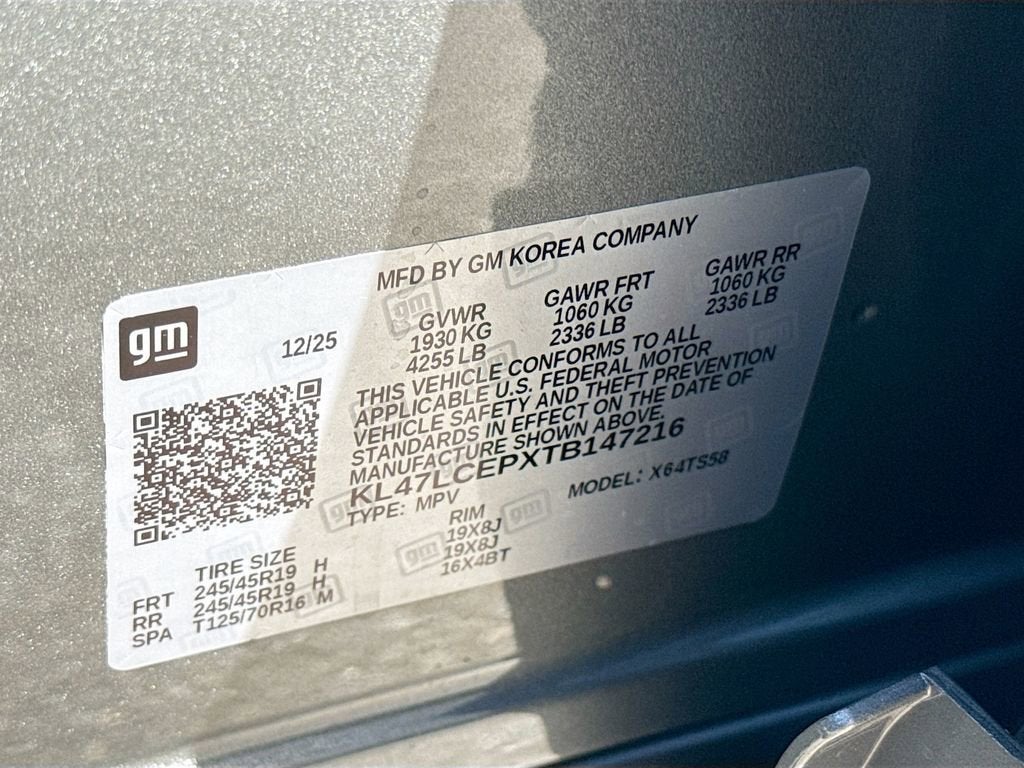 MFD BY GM KOREA COMPANY
gm
12/25
GVWR
1930 KG
4255 LB
GAWR FRT
1060 KG
2336 LB
GAWR RR
1060 KG
2336 LB
THIS VEHICLE CONFORMS TO ALL
APPLICABLE U.S. FEDERAL MOTOR
VEHICLE SAFETY AND THEFT PREVENTION
STANDARDS IN EFFECT ON THE DATE OF
MANUFACTURE SHOWN ABOVE.
KL47LCEPXTB147216
TYPE: MPV
MODEL: X64TS58
TIRE SIZE RIM
FRT 245/45R19 H 19X8J
RR 245/45R19 H 19X8J
SPA T125/70R16 M 16X4BT